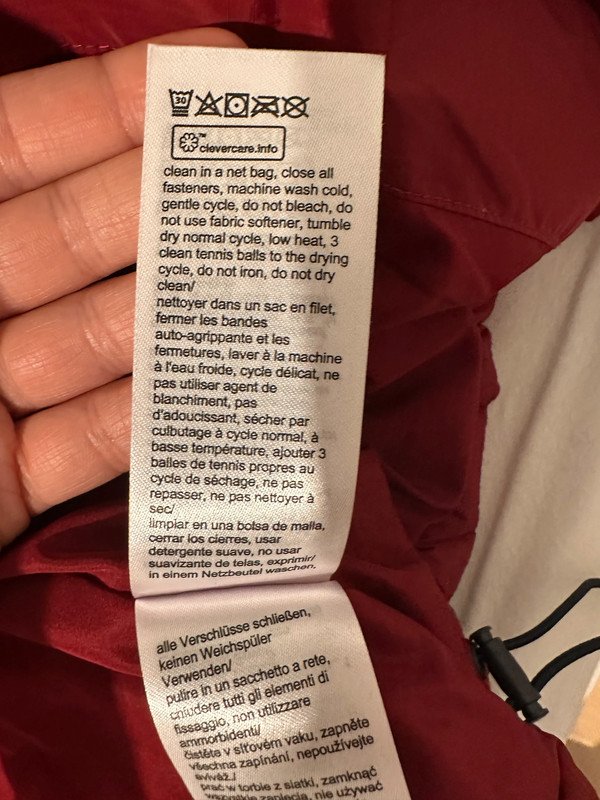 30
clevercare.info™
clean in a net bag, close all
fasteners, machine wash cold,
gentle cycle, do not bleach, do
not use fabric softener, tumble
dry normal cycle, low heat, 3
clean tennis balls to the drying
cycle, do not iron, do not dry
clean/
nettoyer dans un sac en filet,
fermer les bandes
auto-agrippante et les
fermetures, laver à la machine
à l'eau froide, cycle délicat, ne
pas utiliser agent de
blanchiment, pas
d'adoucissant, sécher par
culbutage à cycle normal, à
basse température, ajouter 3
balles de tennis propres au
cycle de séchage, ne pas
repasser, ne pas nettoyer à
sec/
limpiar en una bolsa de malla,
cerrar los cierres, usar
detergente suave, no usar
suavizante de telas, exprimir/
in einem Netzbeutel waschen,
alle Verschlüsse schließen,
keinen Weichspüler
Verwenden/
pulire in un sacchetto a rete,
chiudere tutti gli elementi di
fissaggio, non utilizzare
ammorbidenti/
čistěte v síťovém vaku, zapněte
všechna zapínání, nepoužívejte
aviváž./
prać w torbie z siatki, zamknąć
wszystkie zapięcia, nie używać